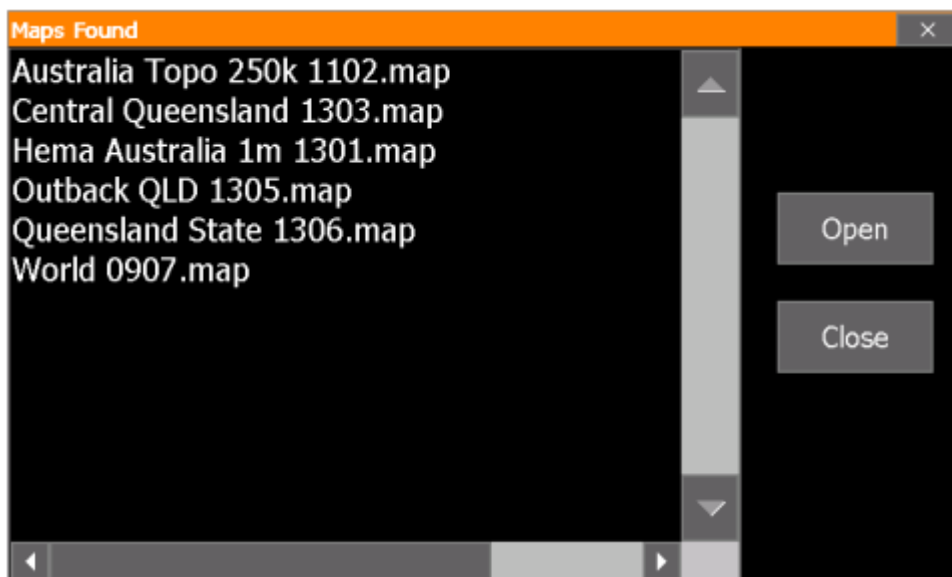 Maps Found
Australia Topo 250k 1102.map
Central Queensland 1303.map
Hema Australia 1m 1301.map
Outback QLD 1305.map
Queensland State 1306.map
World 0907.map
Open
Close